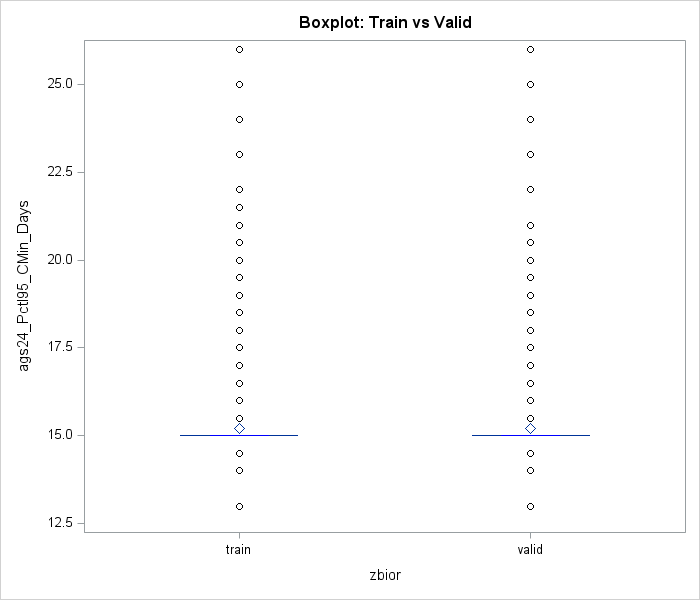 Boxplot: Train vs Valid
ags24_Pctl95_CMin_Days
25.0
22.5
20.0
17.5
15.0
12.5
train
valid
zbior